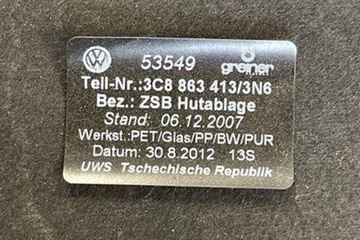 53549 greiner
Teil-Nr.:3C8 863 413/3N6
Bez.: ZSB Hutablage
Stand: 06.12.2007
Werkst.:PET/Glas/PP/BW/PUR
Datum: 30.8.2012 13S
UWS Tschechische Republik